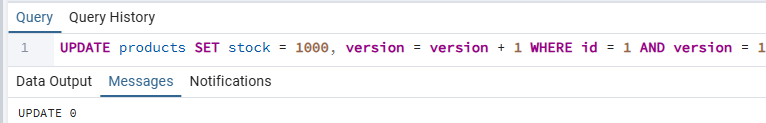 Query Query History
1 UPDATE products SET stock = 1000, version = version + 1 WHERE id = 1 AND version = 1
Data Output Messages Notifications
UPDATE 0